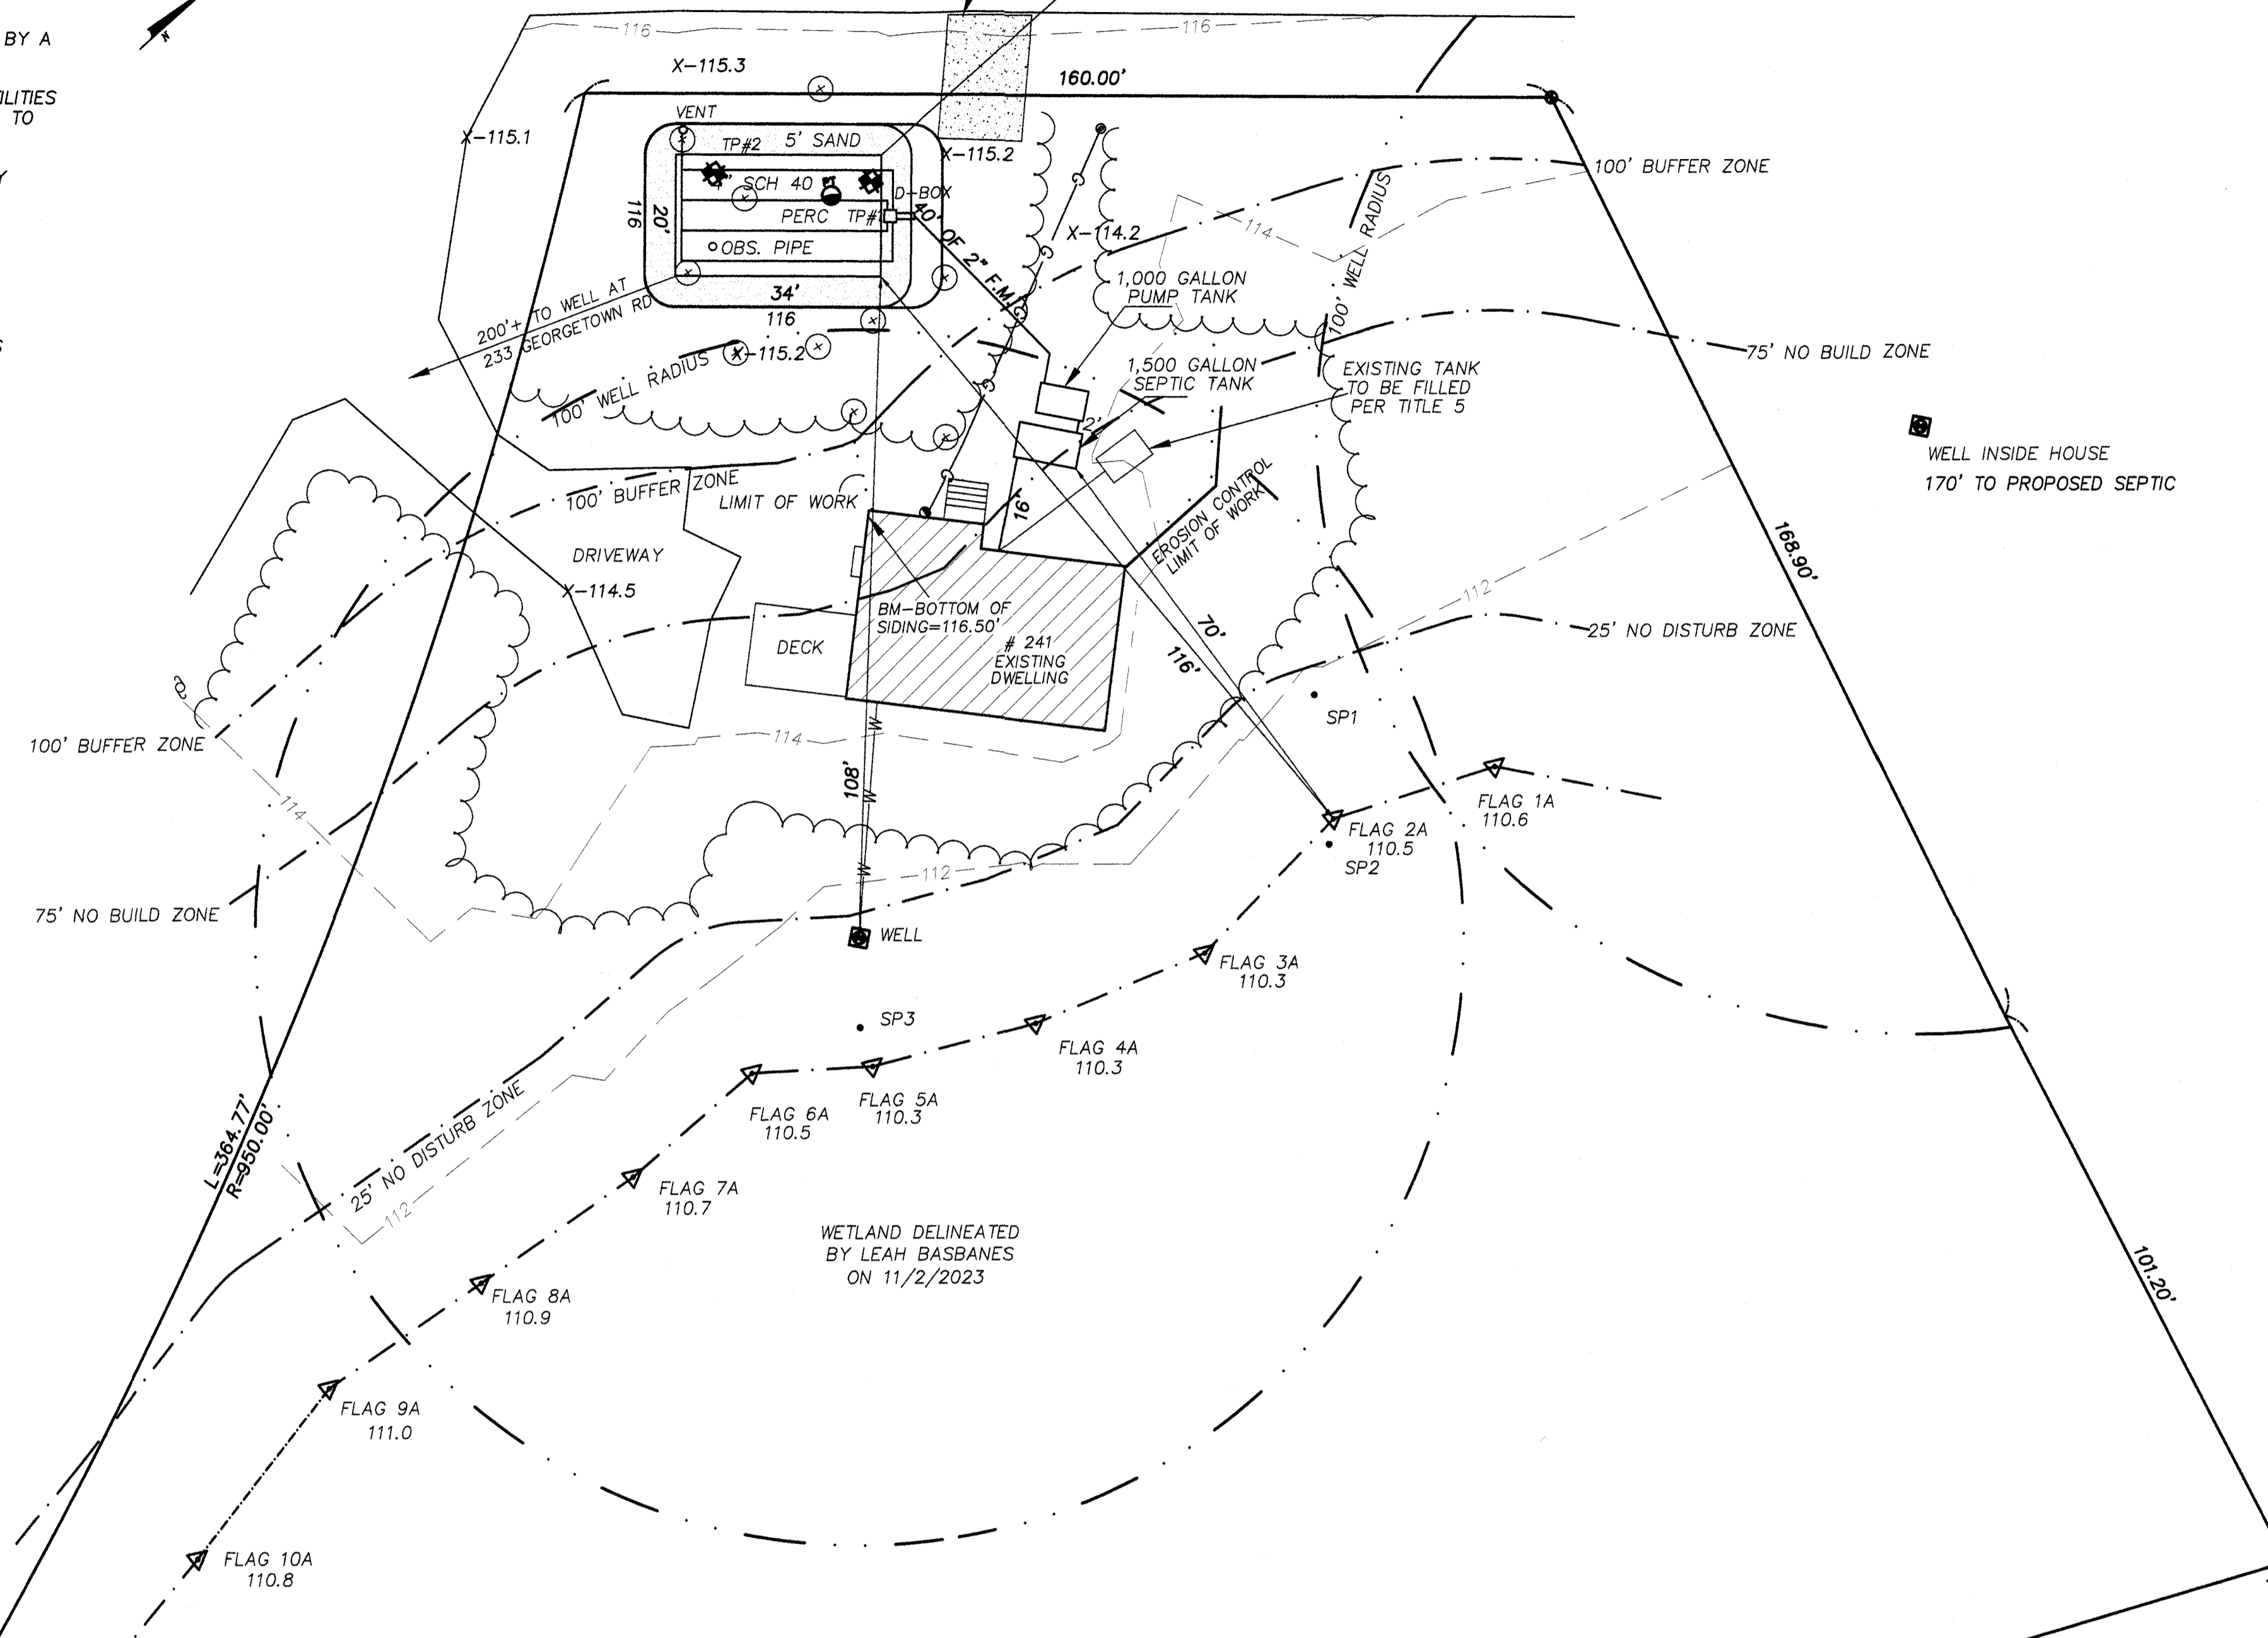 BY A
N
ILITIES
TO
Y
S
116
116
X-115.3
160.00'
VENT
X-115.1
TP#2
5' SAND
X-115.2
SCH 40
D-BOX
100' BUFFER ZONE
116
20'
PERC
TP#1
OBS. PIPE
40' OF 2" F.M.
G
G
G
G
G
X-114.2
114
100' WELL RADIUS
34'
116
200'+ TO WELL AT
233 GEORGETOWN RD
1,000 GALLON
PUMP TANK
X-115.2
100' WELL RADIUS
1,500 GALLON
SEPTIC TANK
EXISTING TANK
TO BE FILLED
PER TITLE 5
75' NO BUILD ZONE
2'
WELL INSIDE HOUSE
170' TO PROPOSED SEPTIC
100' BUFFER ZONE
LIMIT OF WORK
16'
EROSION CONTROL
LIMIT OF WORK
168.90'
DRIVEWAY
X-114.5
112
BM-BOTTOM OF
SIDING=116.50'
DECK
# 241
EXISTING
DWELLING
70'
116'
25' NO DISTURB ZONE
SP1
100' BUFFER ZONE
114
W
W
W
108'
114
FLAG 1A
110.6
FLAG 2A
110.5
SP2
112
75' NO BUILD ZONE
WELL
FLAG 3A
110.3
SP3
FLAG 4A
110.3
FLAG 5A
110.3
FLAG 6A
110.5
L=364.77'
R=950.00'
25' NO DISTURB ZONE
112
FLAG 7A
110.7
WETLAND DELINEATED
BY LEAH BASBANES
ON 11/2/2023
101.20'
FLAG 8A
110.9
FLAG 9A
111.0
FLAG 10A
110.8